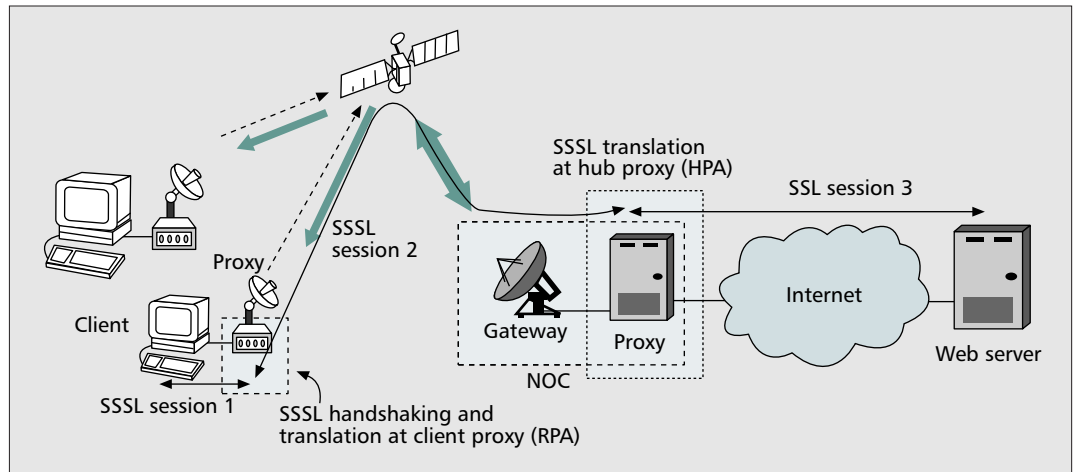 SSSL translation
at hub proxy (HPA)
SSL session 3
SSSL
session 2
Proxy
Client
Gateway
Proxy
Internet
Web server
NOC
SSSL session 1
SSSL handshaking and
translation at client proxy (RPA)